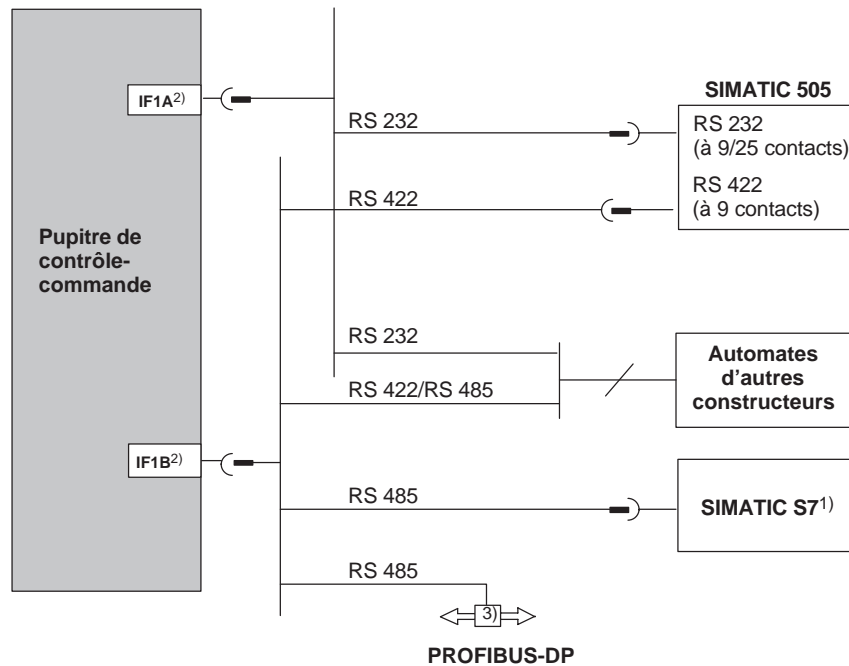 IF1A2)
SIMATIC 505
RS 232
RS 232
(à 9/25 contacts)
RS 422
RS 422
(à 9 contacts)
Pupitre de
contrôle-
commande
RS 232
Automates
d'autres
constructeurs
RS 422/RS 485
IF1B2)
RS 485
SIMATIC S71)
RS 485
3)
PROFIBUS-DP